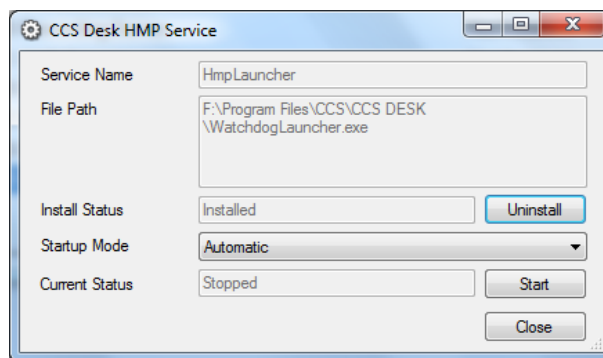 CCS Desk HMP Service
Service Name HmpLauncher
File Path F:\Program Files\CCS\CCS DESK
\WatchdogLauncher.exe
Install Status Installed Uninstall
Startup Mode Automatic
Current Status Stopped Start
Close